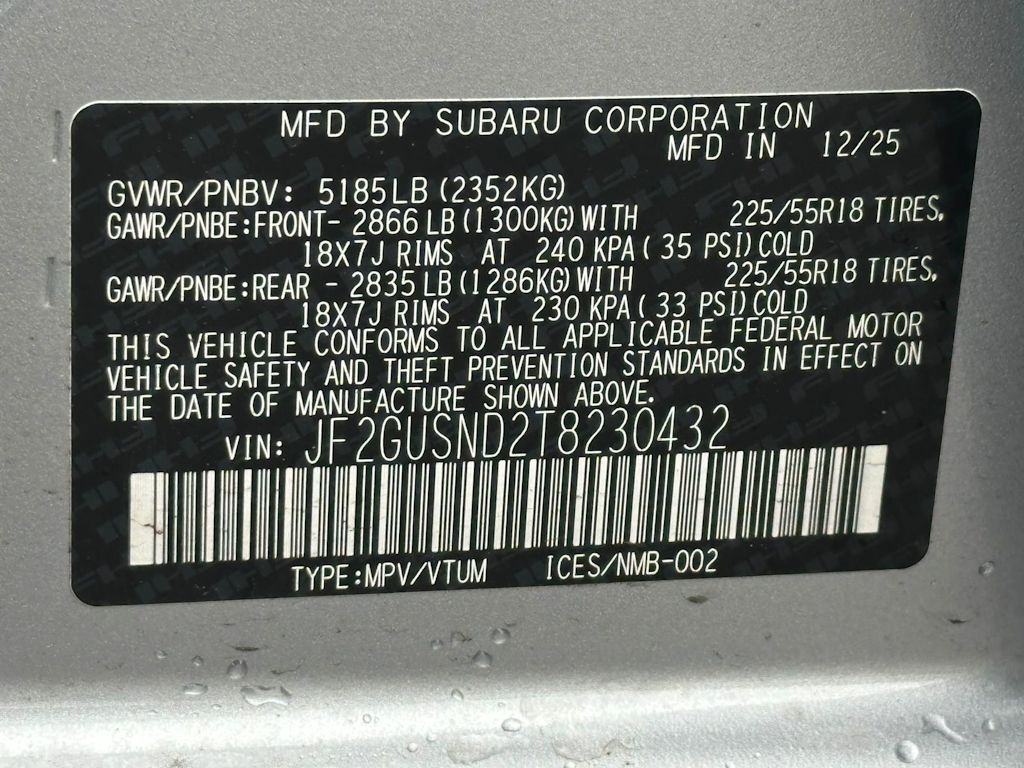 MFD BY SUBARU CORPORATION
MFD IN 12/25
GVWR/PNBV: 5185LB (2352KG)
GAWR/PNBE:FRONT- 2866 LB (1300KG) WITH 225/55R18 TIRES,
18X7J RIMS AT 240 KPA ( 35 PSI) COLD
GAWR/PNBE:REAR - 2835 LB (1286KG) WITH 225/55R18 TIRES,
18X7J RIMS AT 230 KPA ( 33 PSI) COLD
THIS VEHICLE CONFORMS TO ALL APPLICABLE FEDERAL MOTOR
VEHICLE SAFETY AND THEFT PREVENTION STANDARDS IN EFFECT ON
THE DATE OF MANUFACTURE SHOWN ABOVE.
VIN: JF2GUSND2T8230432
TYPE:MPV/VTUM ICES/NMB-002